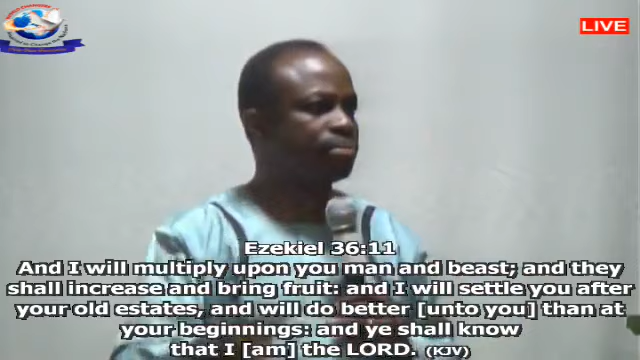 LIVE
Ezekiel 36:11
And I will multiply upon you man and beast; and they
shall increase and bring fruit: and I will settle you after
your old estates, and will do better [unto you] than at
your beginnings: and ye shall know
that I [am] the LORD. (KJV)